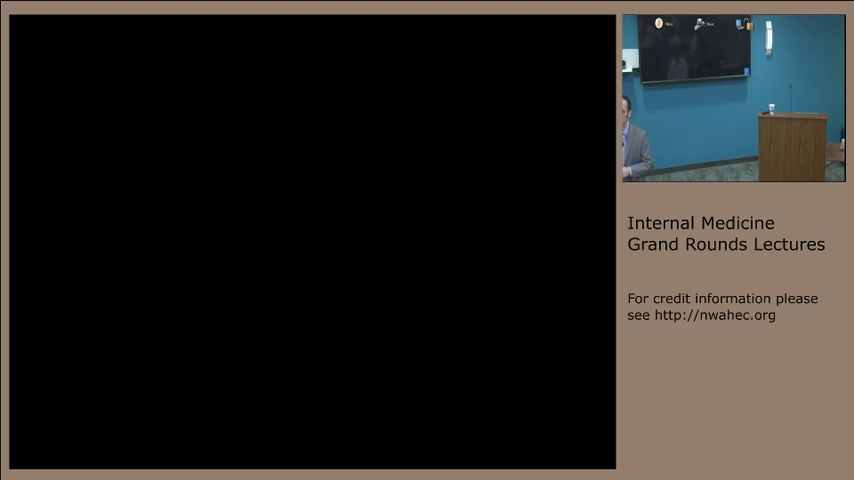 Internal Medicine
Grand Rounds Lectures
For credit information please
see http://nwahec.org